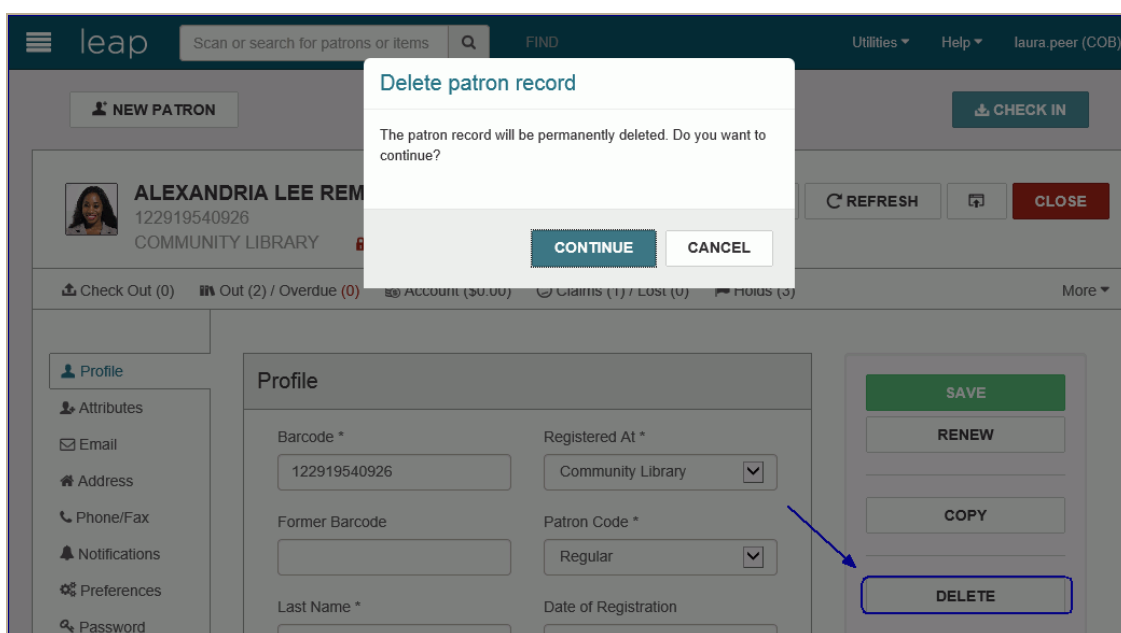 leap
Scan or search for patrons or items
FIND
Utilities
Help
laura.peer (COB)
Delete patron record
The patron record will be permanently deleted. Do you want to
continue?
CONTINUE
CANCEL
NEW PATRON
CHECK IN
ALEXANDRIA LEE REM
122919540926
COMMUNITY LIBRARY
REFRESH
CLOSE
Check Out (0)
Out (2) / Overdue (0)
Account ($0.00)
Claims (1) / Lost (0)
Holds (3)
More
Profile
Attributes
Email
Address
Phone/Fax
Notifications
Preferences
Password
Profile
Barcode *
Registered At *
122919540926
Community Library
Former Barcode
Patron Code *
Regular
Last Name *
Date of Registration
SAVE
RENEW
COPY
DELETE